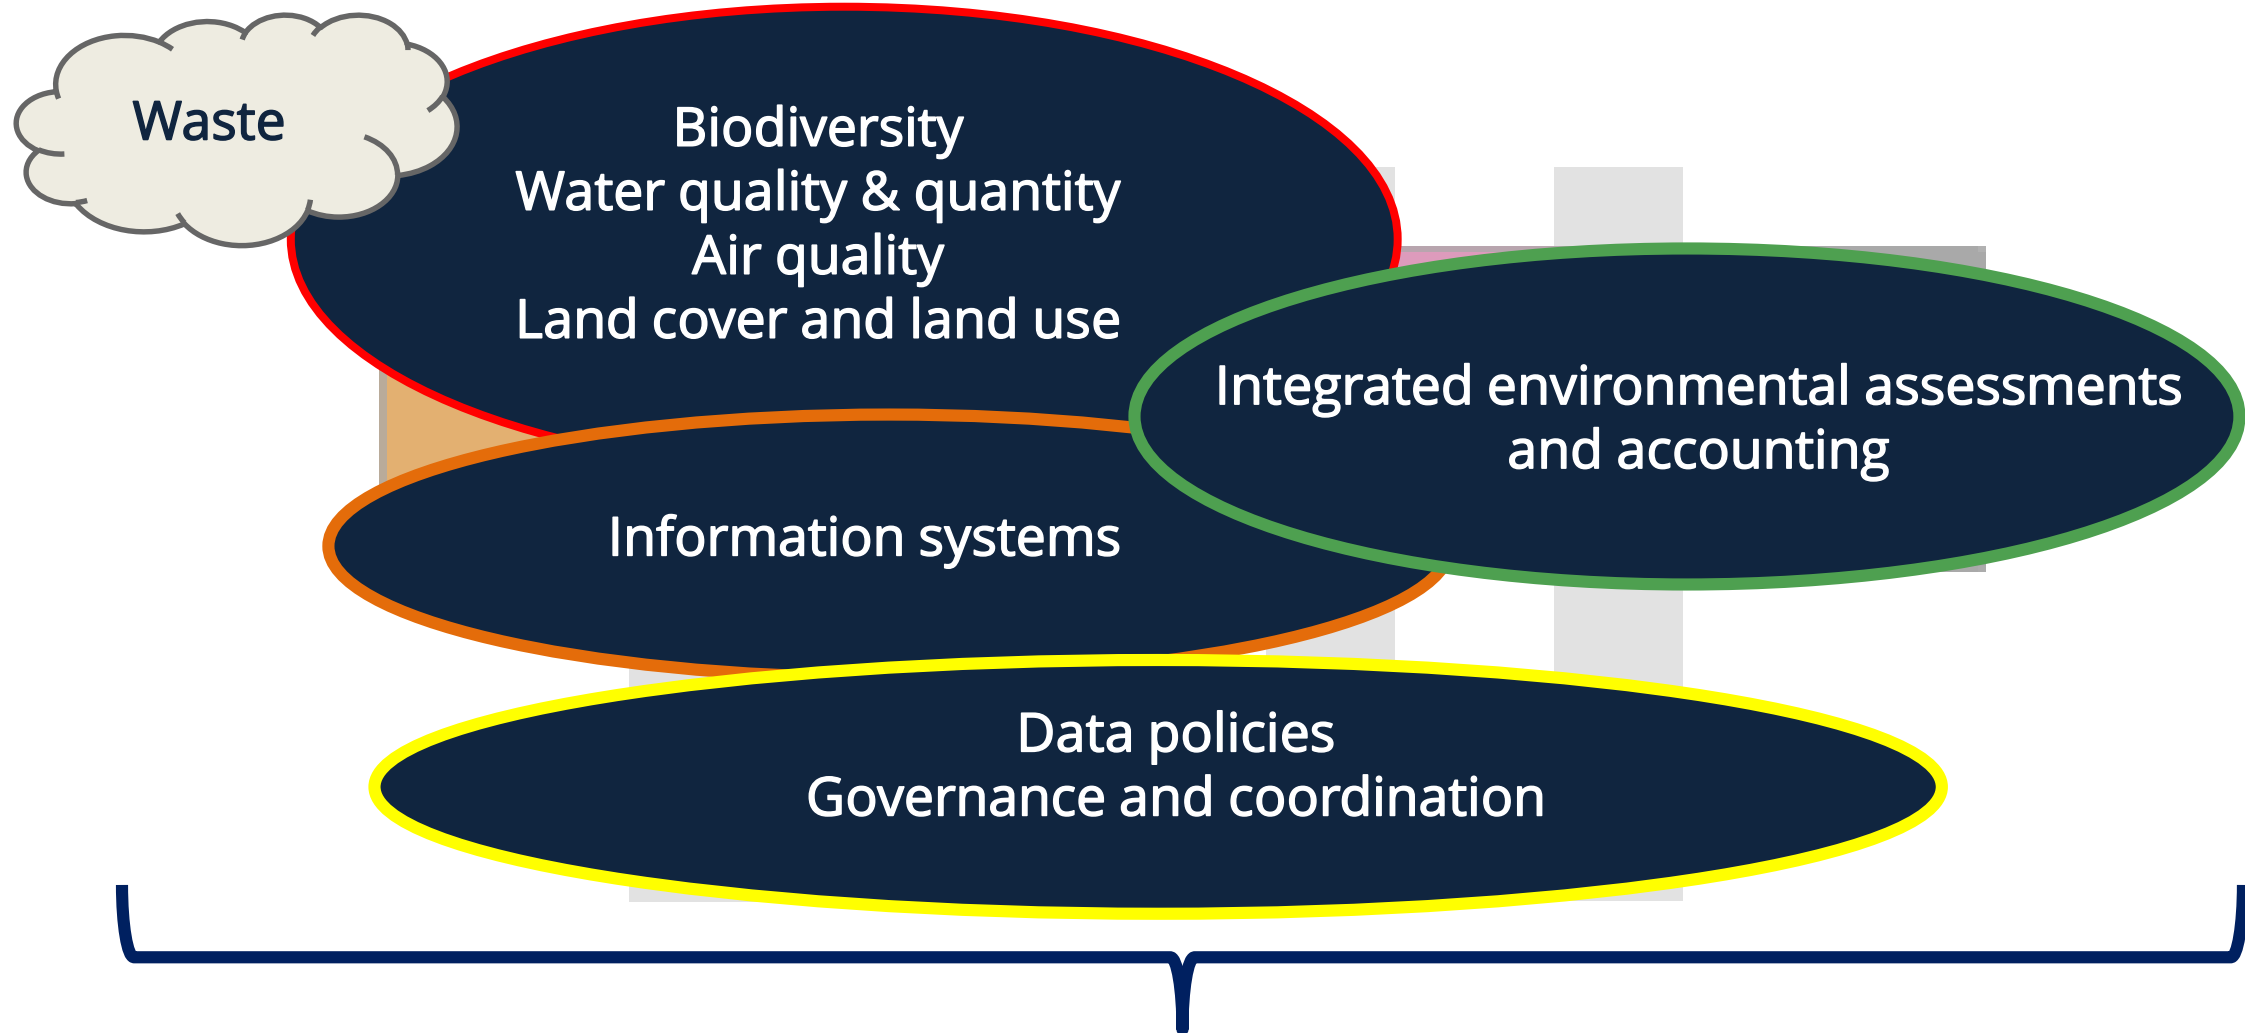 Waste
Biodiversity
Water quality & quantity
Air quality
Land cover and land use
Integrated environmental assessments
and accounting
Information systems
Data policies
Governance and coordination